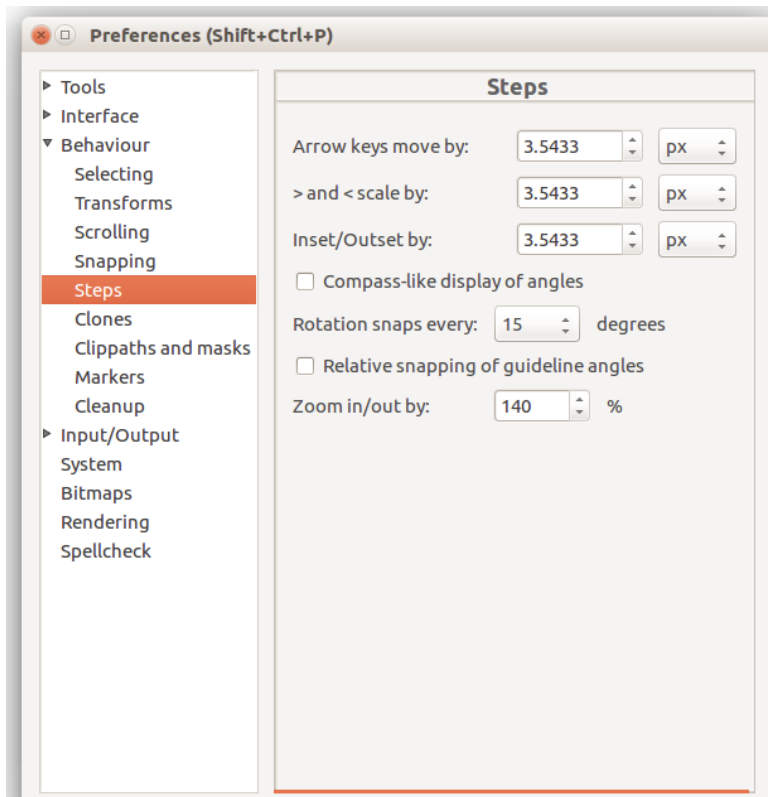 Preferences (Shift+Ctrl+P)
Tools
Interface
Behaviour
Selecting
Transforms
Scrolling
Snapping
Steps
Clones
Clippaths and masks
Markers
Cleanup
Input/Output
System
Bitmaps
Rendering
Spellcheck
Steps
Arrow keys move by: 3.5433 px
> and < scale by: 3.5433 px
Inset/Outset by: 3.5433 px
Compass-like display of angles
Rotation snaps every: 15 degrees
Relative snapping of guideline angles
Zoom in/out by: 140 %